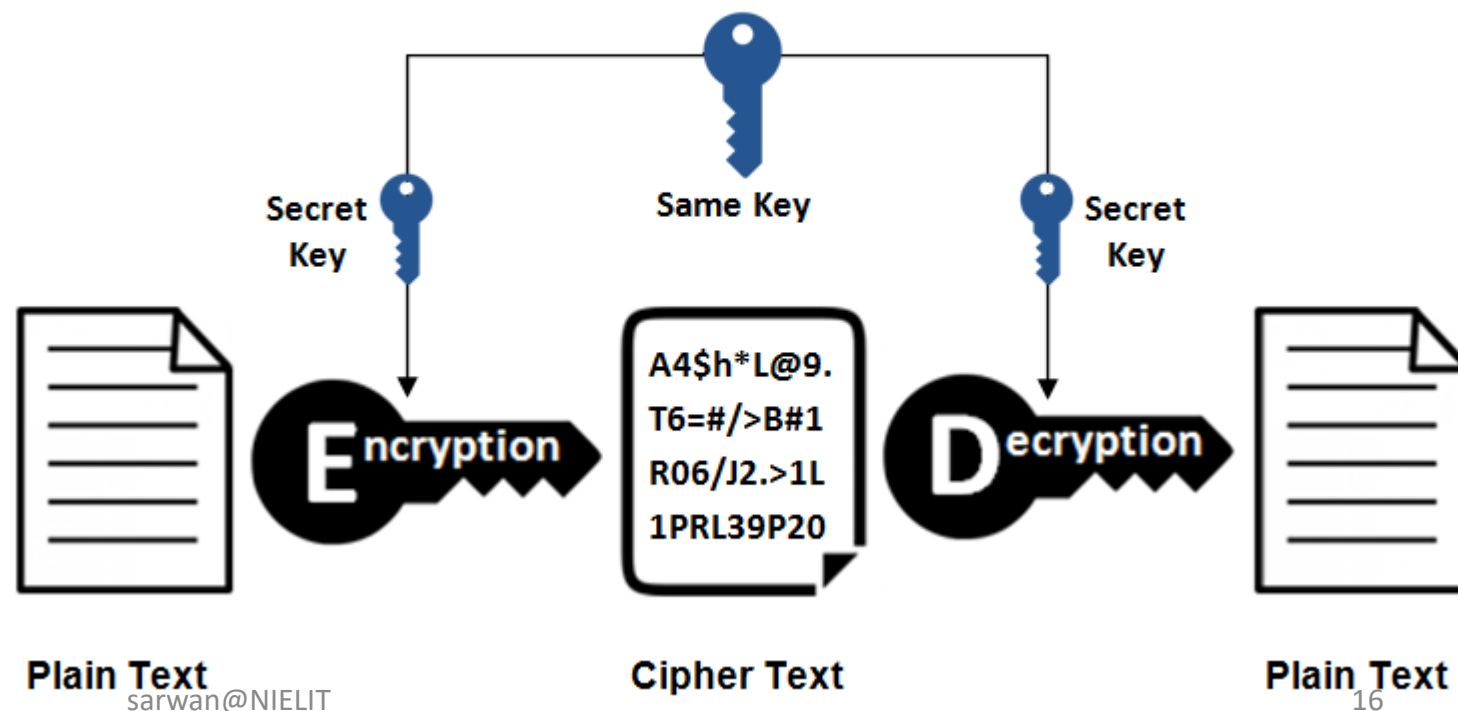 Same Key
Secret
Key
Secret
Key
Encryption
A4$h*L@9.
T6=#/>B#1
R06/J2.>1L
1PRL39P20
Decryption
Plain Text
Cipher Text
Plain Text
sarwan@NIELIT
16